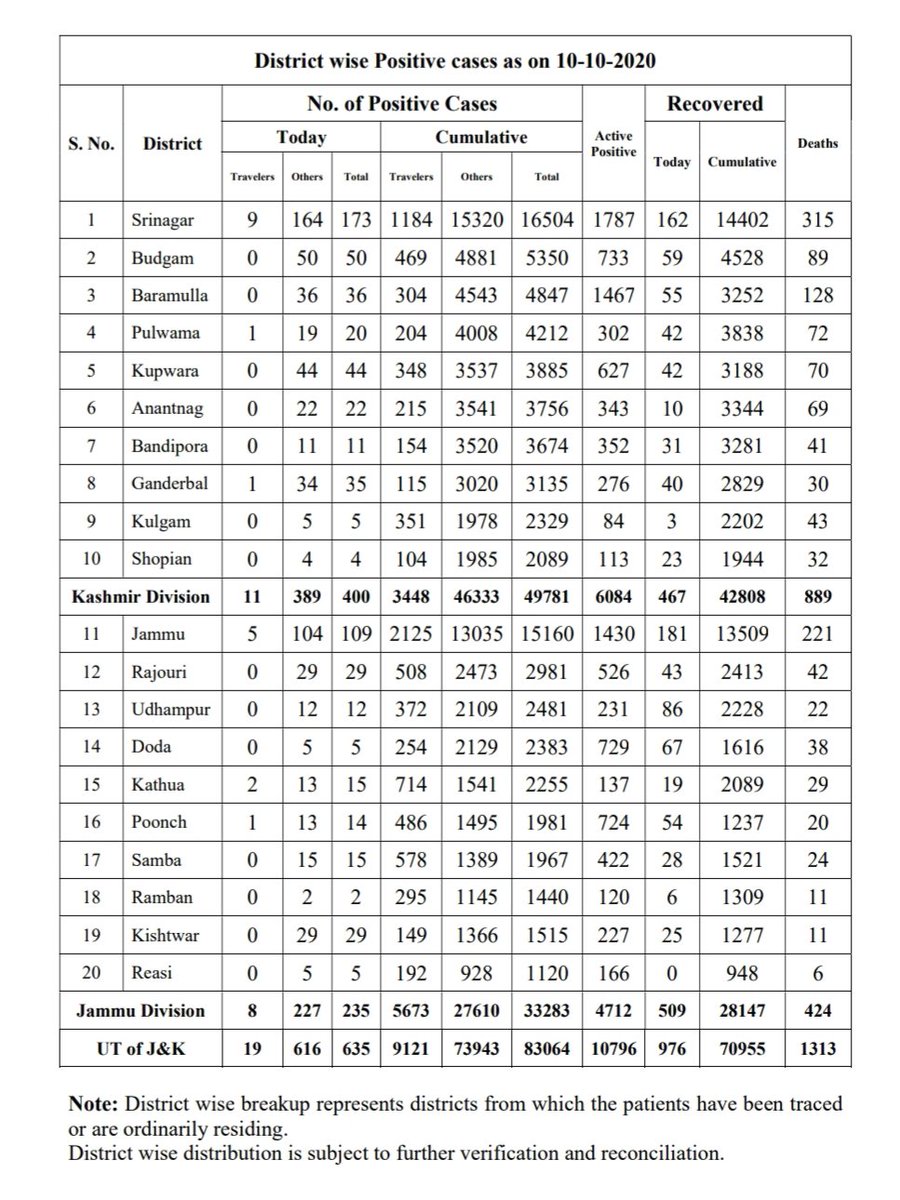 District wise Positive cases as on 10-10-2020
S. No. District No. of Positive Cases Active Positive Recovered Deaths
Today Cumulative Today Cumulative
Travelers Others Total Travelers Others Total
1 Srinagar 9 164 173 1184 15320 16504 1787 162 14402 315
2 Budgam 0 50 50 469 4881 5350 733 59 4528 89
3 Baramulla 0 36 36 304 4543 4847 1467 55 3252 128
4 Pulwama 1 19 20 204 4008 4212 302 42 3838 72
5 Kupwara 0 44 44 348 3537 3885 627 42 3188 70
6 Anantnag 0 22 22 215 3541 3756 343 10 3344 69
7 Bandipora 0 11 11 154 3520 3674 352 31 3281 41
8 Ganderbal 1 34 35 115 3020 3135 276 40 2829 30
9 Kulgam 0 5 5 351 1978 2329 84 3 2202 43
10 Shopian 0 4 4 104 1985 2089 113 23 1944 32
Kashmir Division 11 389 400 3448 46333 49781 6084 467 42808 889
11 Jammu 5 104 109 2125 13035 15160 1430 181 13509 221
12 Rajouri 0 29 29 508 2473 2981 526 43 2413 42
13 Udhampur 0 12 12 372 2109 2481 231 86 2228 22
14 Doda 0 5 5 254 2129 2383 729 67 1616 38
15 Kathua 2 13 15 714 1541 2255 137 19 2089 29
16 Poonch 1 13 14 486 1495 1981 724 54 1237 20
17 Samba 0 15 15 578 1389 1967 422 28 1521 24
18 Ramban 0 2 2 295 1145 1440 120 6 1309 11
19 Kishtwar 0 29 29 149 1366 1515 227 25 1277 11
20 Reasi 0 5 5 192 928 1120 166 0 948 6
Jammu Division 8 227 235 5673 27610 33283 4712 509 28147 424
UT of J&K 19 616 635 9121 73943 83064 10796 976 70955 1313
Note: District wise breakup represents districts from which the patients have been traced
or are ordinarily residing.
District wise distribution is subject to further verification and reconciliation.